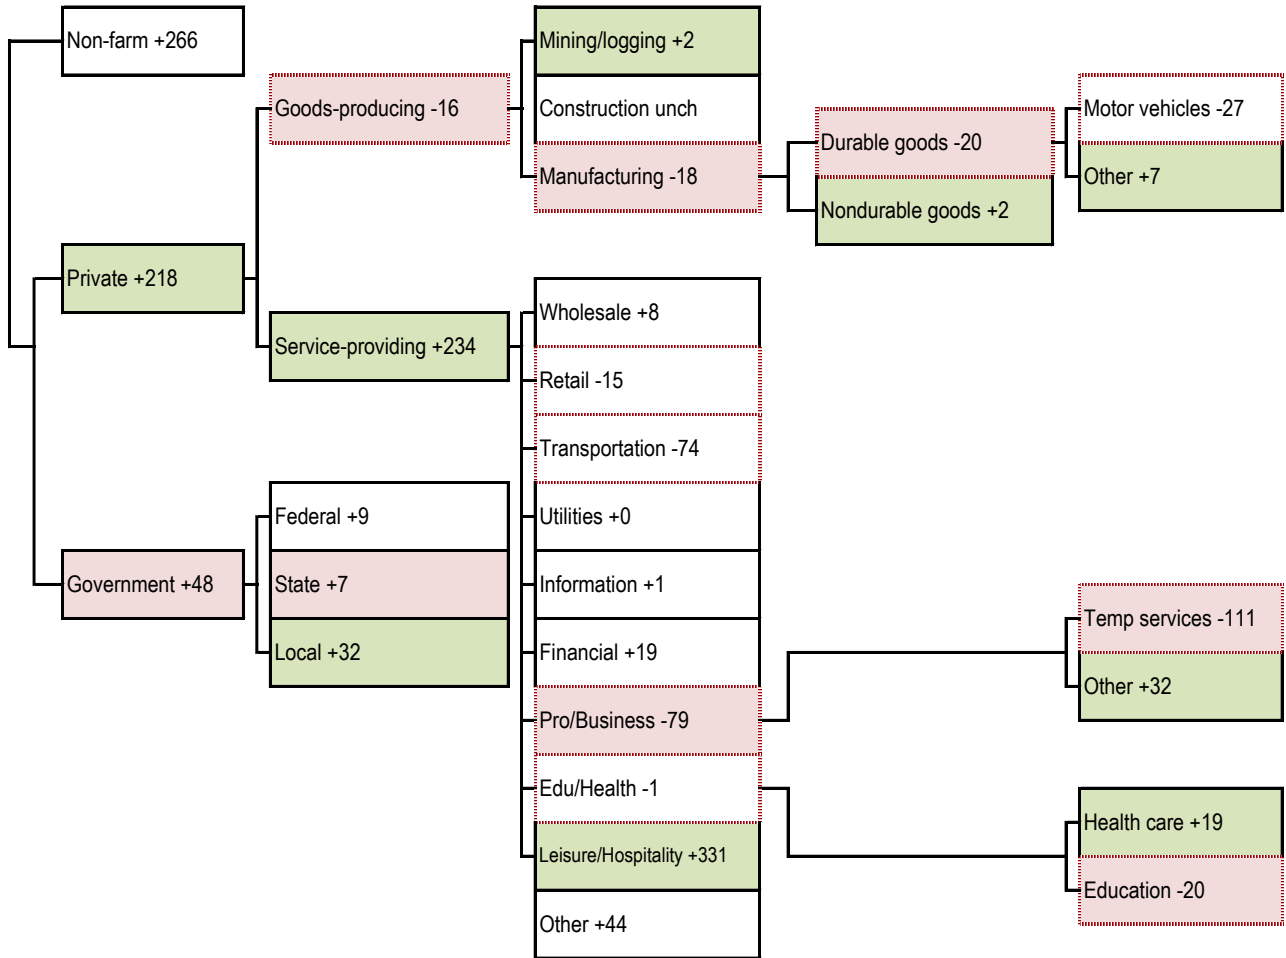 Non-farm +266
Private +218
Government +48
Goods-producing -16
Service-providing +234
Federal +9
State +7
Local +32
Mining/logging +2
Construction unch
Manufacturing -18
Wholesale +8
Retail -15
Transportation -74
Utilities +0
Information +1
Financial +19
Pro/Business -79
Edu/Health -1
Leisure/Hospitality +331
Other +44
Durable goods -20
Nondurable goods +2
Motor vehicles -27
Other +7
Temp services -111
Other +32
Health care +19
Education -20